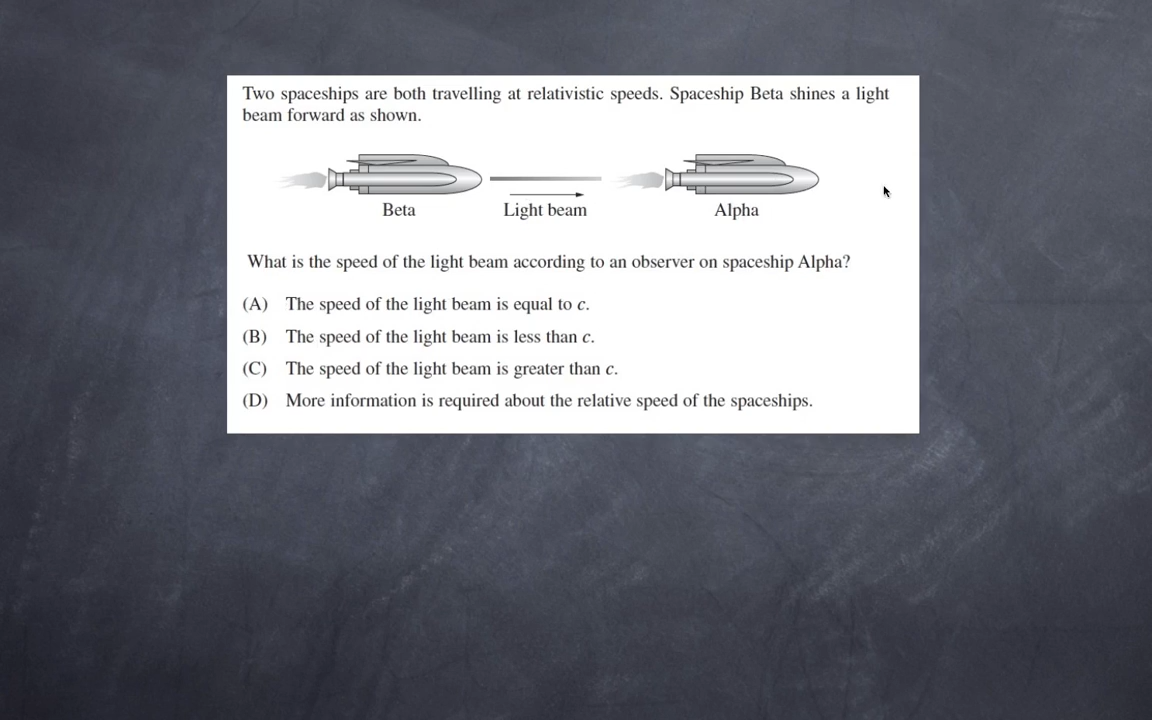 Two spaceships are both travelling at relativistic speeds. Spaceship Beta shines a light
beam forward as shown.
Beta Light beam Alpha
What is the speed of the light beam according to an observer on spaceship Alpha?
(A) The speed of the light beam is equal to c.
(B) The speed of the light beam is less than c.
(C) The speed of the light beam is greater than c.
(D) More information is required about the relative speed of the spaceships.